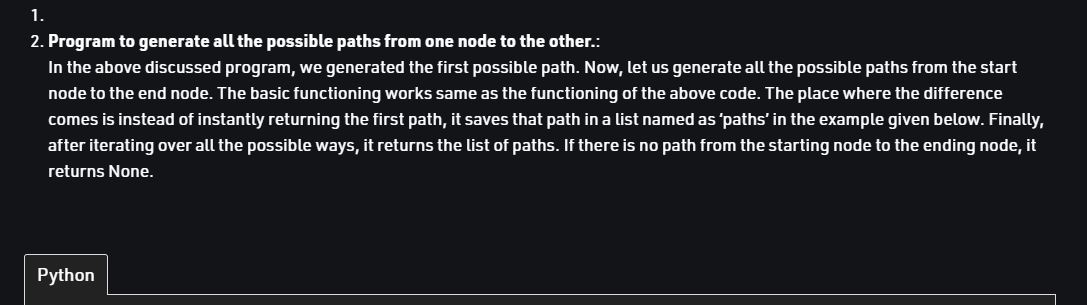 1.
2. Program to generate all the possible paths from one node to the other.:
In the above discussed program, we generated the first possible path. Now, let us generate all the possible paths from the start
node to the end node. The basic functioning works same as the functioning of the above code. The place where the difference
comes is instead of instantly returning the first path, it saves that path in a list named as ‘paths’ in the example given below. Finally,
after iterating over all the possible ways, it returns the list of paths. If there is no path from the starting node to the ending node, it
returns None.
Python